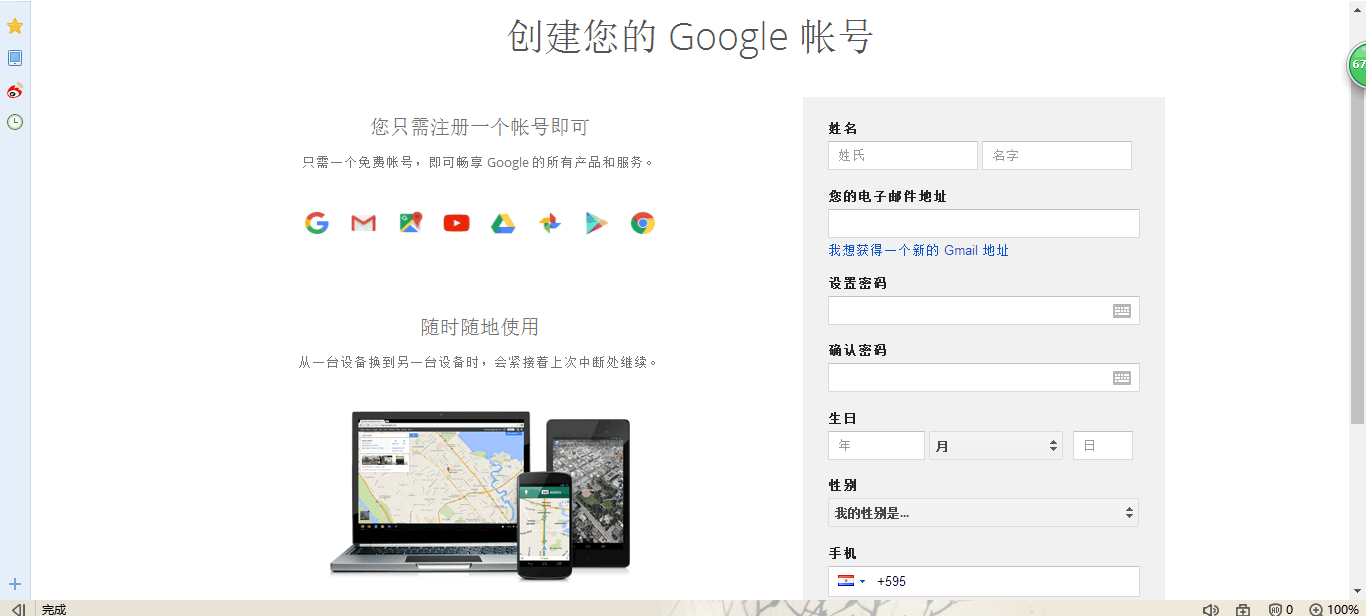 创建您的 Google 帐号
您只需注册一个帐号即可
只需一个免费帐号，即可畅享 Google 的所有产品和服务。
随时随地使用
从一台设备换到另一台设备时，会紧接着上次中断处继续。
姓名
姓氏 名字
您的电子邮件地址
我想获得一个新的 Gmail 地址
设置密码
确认密码
生日
年 月 日
性别
我的性别是...
手机
+595
67
完成 0 100%